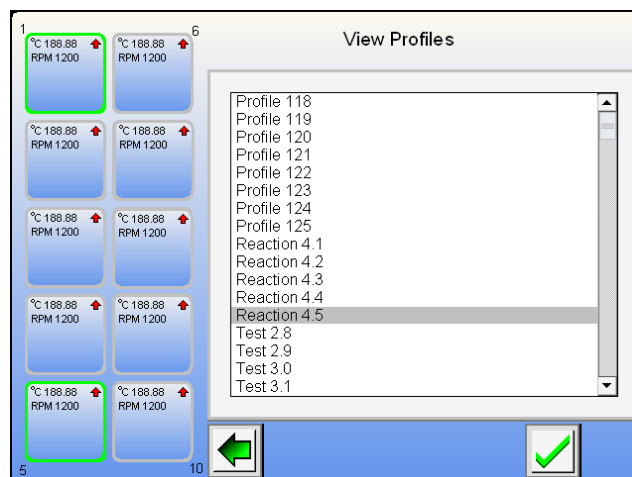 1
°C 188.88
RPM 1200
°C 188.88
RPM 1200
6
°C 188.88
RPM 1200
°C 188.88
RPM 1200
°C 188.88
RPM 1200
°C 188.88
RPM 1200
°C 188.88
RPM 1200
°C 188.88
RPM 1200
°C 188.88
RPM 1200
°C 188.88
RPM 1200
5
10
View Profiles
Profile 118
Profile 119
Profile 120
Profile 121
Profile 122
Profile 123
Profile 124
Profile 125
Reaction 4.1
Reaction 4.2
Reaction 4.3
Reaction 4.4
Reaction 4.5
Test 2.8
Test 2.9
Test 3.0
Test 3.1